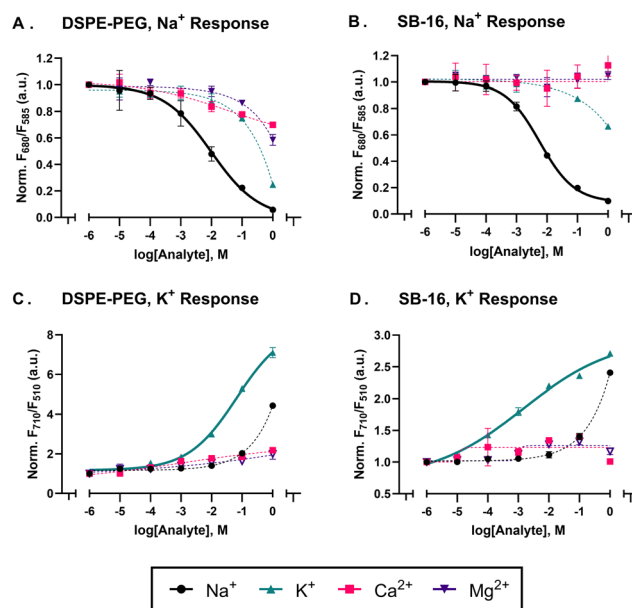 A. DSPE-PEG, Na⁺ Response
Norm. F₆₈₀/F₅₈₅ (a.u.)
1.4
1.2
1.0
0.8
0.6
0.4
0.2
0.0
-6 -5 -4 -3 -2 -1 0
log[Analyte], M
B. SB-16, Na⁺ Response
Norm. F₆₈₀/F₅₈₅ (a.u.)
1.4
1.2
1.0
0.8
0.6
0.4
0.2
0.0
-6 -5 -4 -3 -2 -1 0
log[Analyte], M
C. DSPE-PEG, K⁺ Response
Norm. F₇₁₀/F₅₁₀ (a.u.)
8
6
4
2
0
-6 -5 -4 -3 -2 -1 0
log[Analyte], M
D. SB-16, K⁺ Response
Norm. F₇₁₀/F₅₁₀ (a.u.)
3.0
2.5
2.0
1.5
1.0
0.5
-6 -5 -4 -3 -2 -1 0
log[Analyte], M
Na⁺ K⁺ Ca²⁺ Mg²⁺